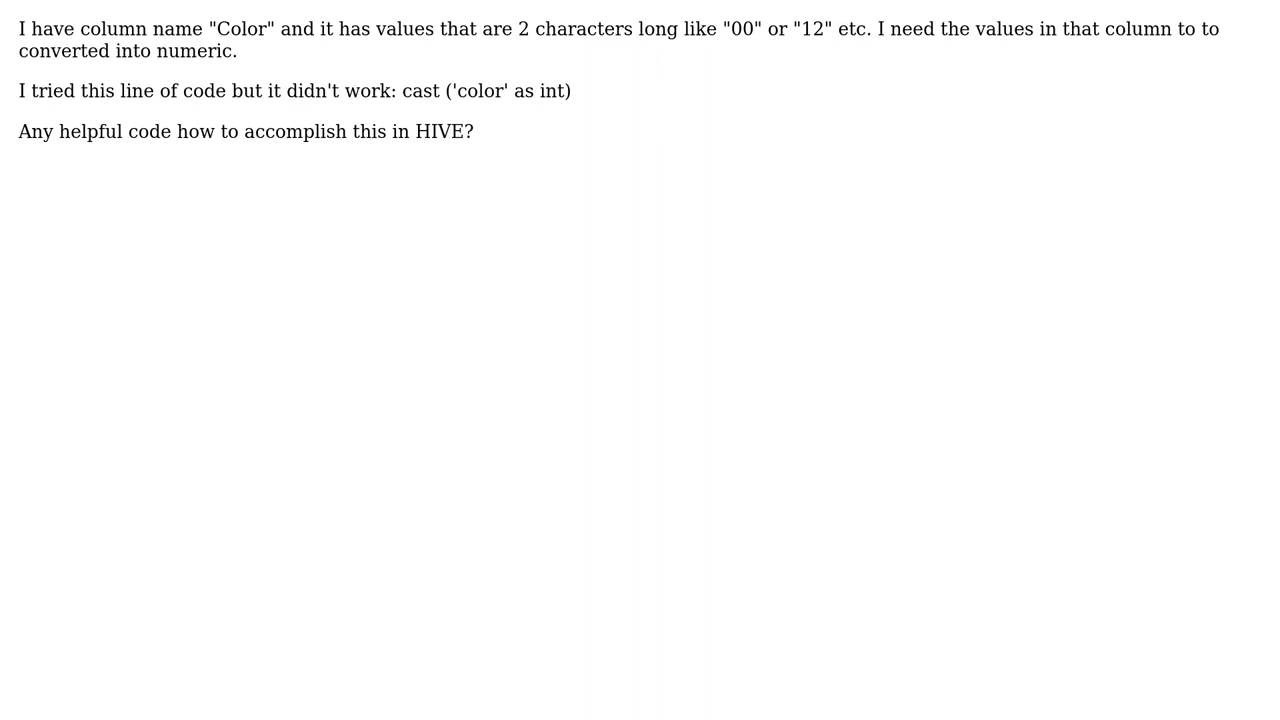 I have column name "Color" and it has values that are 2 characters long like "00" or "12" etc. I need the values in that column to to
converted into numeric.
I tried this line of code but it didn't work: cast ('color' as int)
Any helpful code how to accomplish this in HIVE?